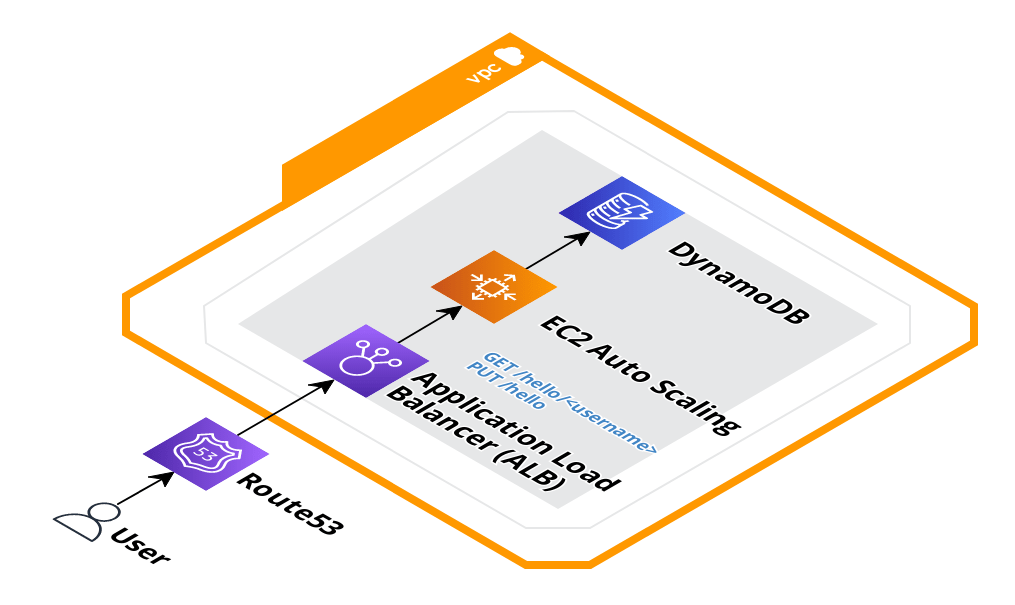 vpc
DynamoDB
EC2 Auto Scaling
GET /hello/<username>
PUT /hello
Application Load
Balancer (ALB)
53
Route53
User